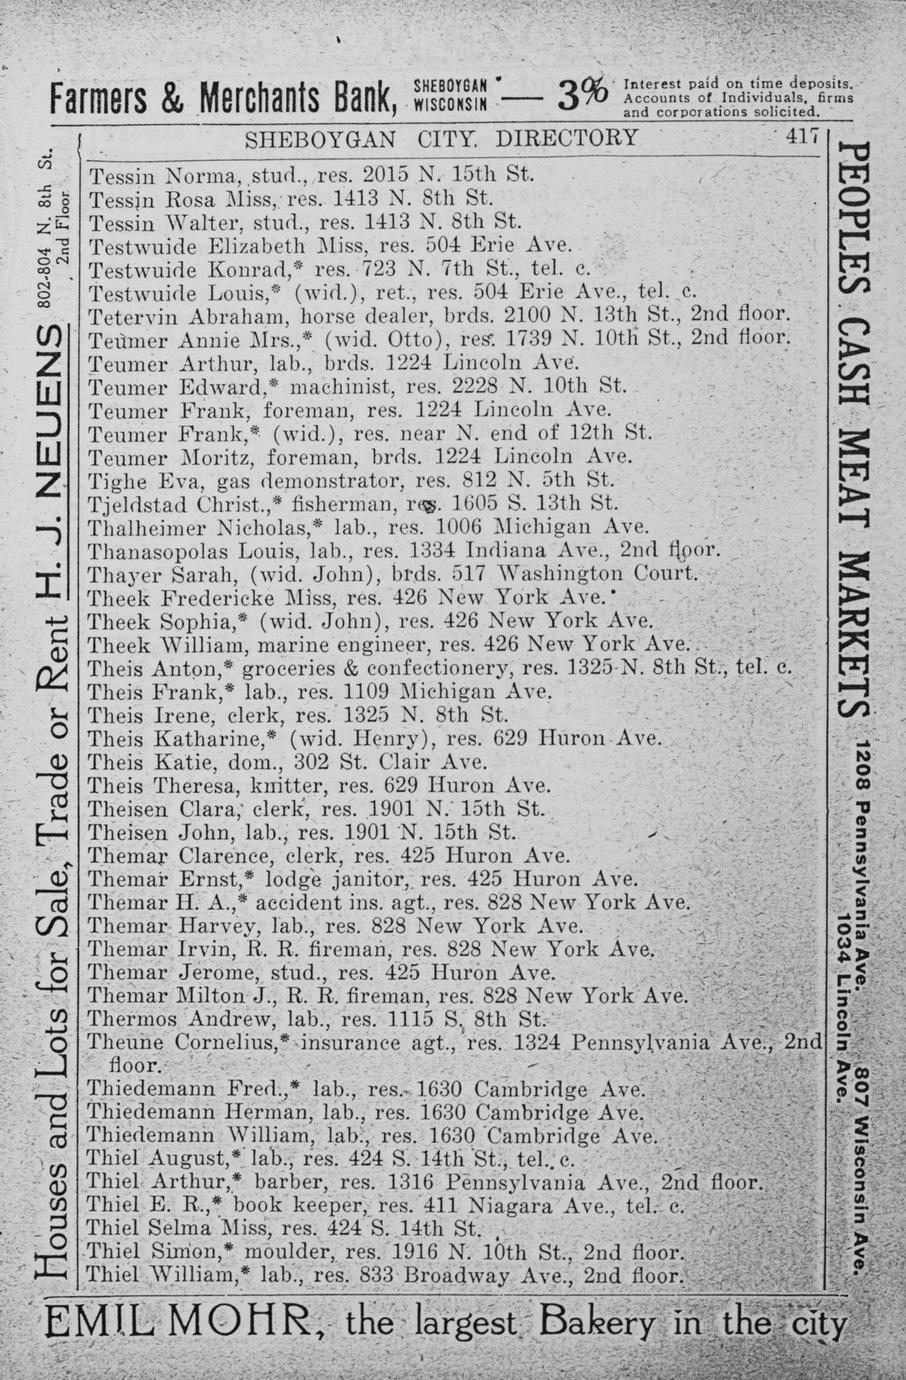 Farmers & Merchants Bank, SHEBOYGAN WISCONSIN — 3% Interest paid on time deposits. Accounts of Individuals, firms and corporations solicited.
SHEBOYGAN CITY. DIRECTORY 417
Tessin Norma, stud., res. 2015 N. 15th St.
Tessin Rosa Miss, res. 1413 N. 8th St.
Tessin Walter, stud., res. 1413 N. 8th St.
Testwuide Elizabeth Miss, res. 504 Erie Ave.
Testwuide Konrad,* res. 723 N. 7th St., tel. c.
Testwuide Louis,* (wid.), ret., res. 504 Erie Ave., tel. c.
Tetervin Abraham, horse dealer, brds. 2100 N. 13th St., 2nd floor.
Teumer Annie Mrs.,* (wid. Otto), res. 1739 N. 10th St., 2nd floor.
Teumer Arthur, lab., brds. 1224 Lincoln Ave.
Teumer Edward,* machinist, res. 2228 N. 10th St.
Teumer Frank, foreman, res. 1224 Lincoln Ave.
Teumer Frank,* (wid.), res. near N. end of 12th St.
Teumer Moritz, foreman, brds. 1224 Lincoln Ave.
Tighe Eva, gas demonstrator, res. 812 N. 5th St.
Tjeldstad Christ.,* fisherman, res. 1605 S. 13th St.
Thalheimer Nicholas,* lab., res. 1006 Michigan Ave.
Thanasopolas Louis, lab., res. 1334 Indiana Ave., 2nd floor.
Thayer Sarah, (wid. John), brds. 517 Washington Court.
Theek Fredericke Miss, res. 426 New York Ave.
Theek Sophia,* (wid. John), res. 426 New York Ave.
Theek William, marine engineer, res. 426 New York Ave.
Theis Anton,* groceries & confectionery, res. 1325 N. 8th St., tel. c.
Theis Frank,* lab., res. 1109 Michigan Ave.
Theis Irene, clerk, res. 1325 N. 8th St.
Theis Katharine,* (wid. Henry), res. 629 Huron Ave.
Theis Katie, dom., 302 St. Clair Ave.
Theis Theresa, knitter, res. 629 Huron Ave.
Theisen Clara, clerk, res. 1901 N. 15th St.
Theisen John, lab., res. 1901 N. 15th St.
Themar Clarence, clerk, res. 425 Huron Ave.
Themar Ernst,* lodge janitor, res. 425 Huron Ave.
Themar H. A.,* accident ins. agt., res. 828 New York Ave.
Themar Harvey, lab., res. 828 New York Ave.
Themar Irvin, R. R. fireman, res. 828 New York Ave.
Themar Jerome, stud., res. 425 Huron Ave.
Themar Milton J., R. R. fireman, res. 828 New York Ave.
Thermos Andrew, lab., res. 1115 S. 8th St.
Theune Cornelius,* insurance agt., res. 1324 Pennsylvania Ave., 2nd
floor.
Thiedemann Fred.,* lab., res. 1630 Cambridge Ave.
Thiedemann Herman, lab., res. 1630 Cambridge Ave.
Thiedemann William, lab., res. 1630 Cambridge Ave.
Thiel August,* lab., res. 424 S. 14th St., tel. c.
Thiel Arthur,* barber, res. 1316 Pennsylvania Ave., 2nd floor.
Thiel E. R.,* book keeper, res. 411 Niagara Ave., tel. c.
Thiel Selma Miss, res. 424 S. 14th St.
Thiel Simon,* moulder, res. 1916 N. 10th St., 2nd floor.
Thiel William,* lab., res. 833 Broadway Ave., 2nd floor.
Houses and Lots for Sale, Trade or Rent H. J. NEUENS 802-804 N. 8th St. 2nd Floor
PEOPLES CASH MEAT MARKETS 1208 Pennsylvania Ave. 807 Wisconsin Ave. 1034 Lincoln Ave.
EMIL MOHR, the largest Bakery in the city